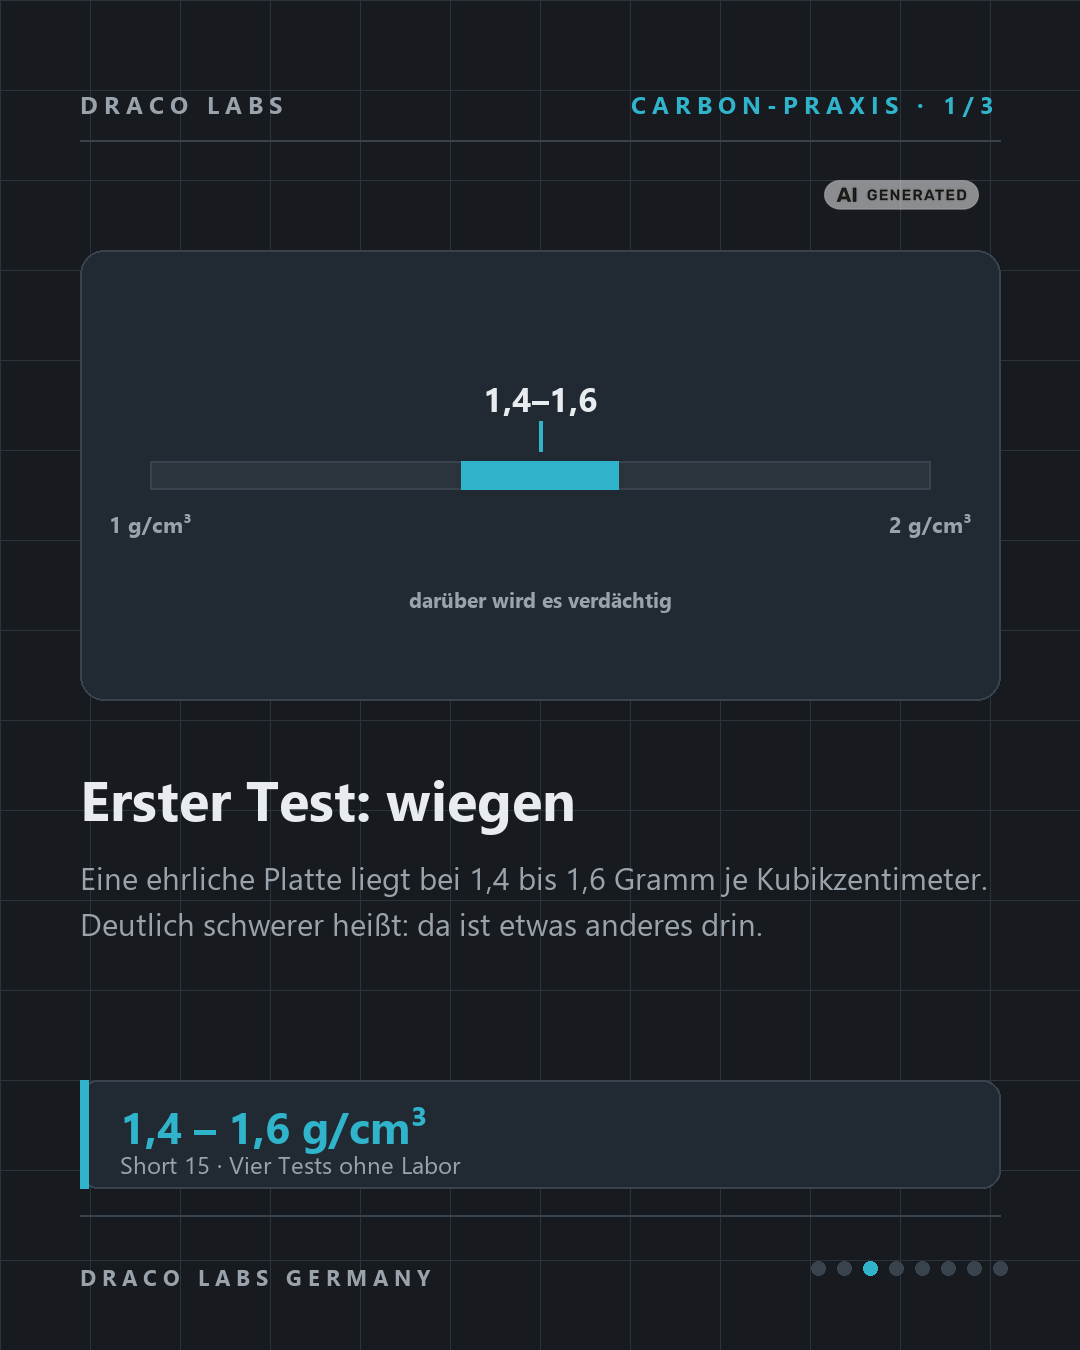 DRACO LABS
CARBON-PRAXIS · 1/3
AI GENERATED
1,4–1,6
1 g/cm³
2 g/cm³
darüber wird es verdächtig
Erster Test: wiegen
Eine ehrliche Platte liegt bei 1,4 bis 1,6 Gramm je Kubikzentimeter.
Deutlich schwerer heißt: da ist etwas anderes drin.
1,4 – 1,6 g/cm³
Short 15 · Vier Tests ohne Labor
DRACO LABS GERMANY